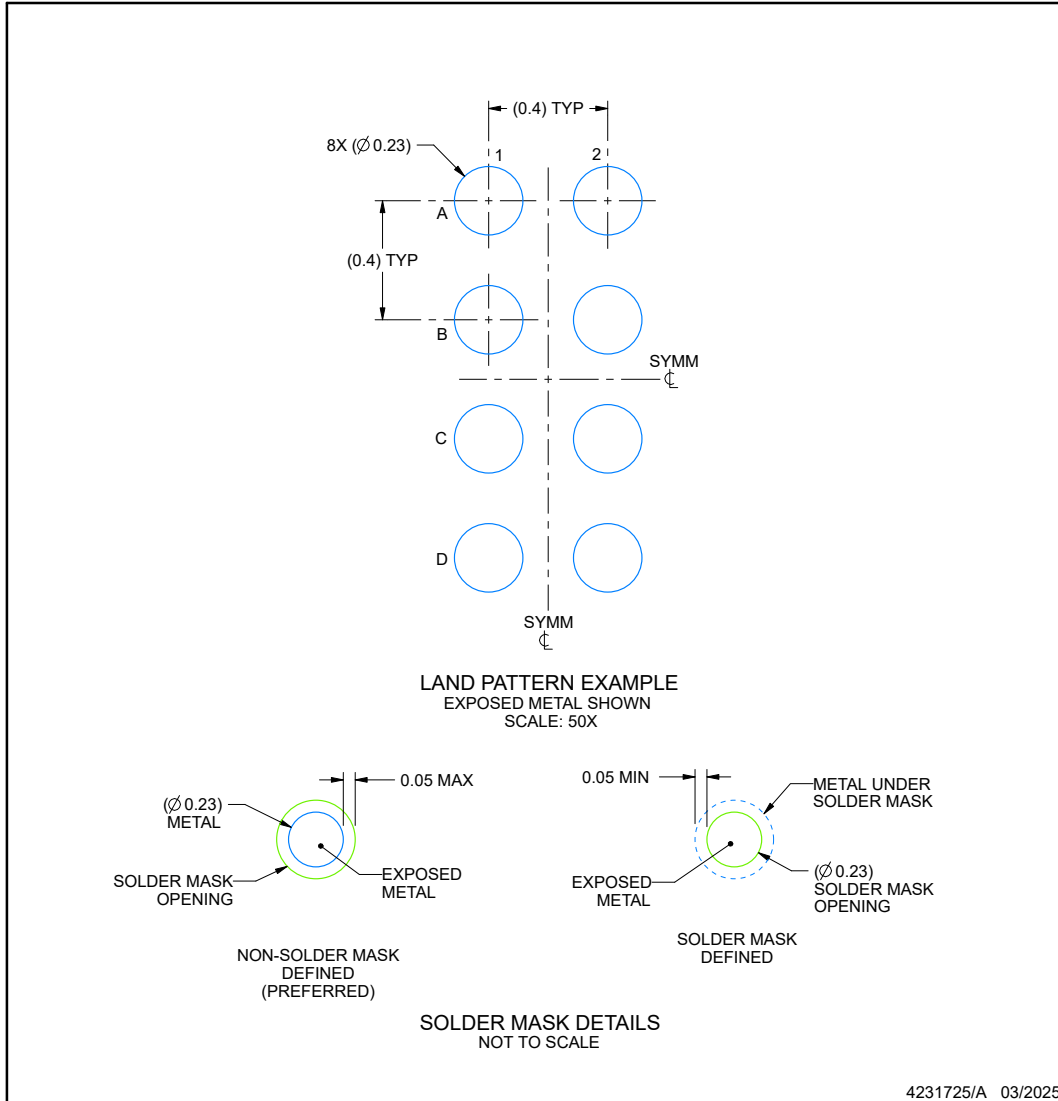 (0.4) TYP
8X (∅ 0.23)
1
2
A
(0.4) TYP
B
SYMM
℄
C
D
SYMM
℄
LAND PATTERN EXAMPLE
EXPOSED METAL SHOWN
SCALE: 50X
0.05 MAX
(∅ 0.23)
METAL
SOLDER MASK
OPENING
EXPOSED
METAL
NON-SOLDER MASK
DEFINED
(PREFERRED)
0.05 MIN
METAL UNDER
SOLDER MASK
EXPOSED
METAL
(∅ 0.23)
SOLDER MASK
OPENING
SOLDER MASK
DEFINED
SOLDER MASK DETAILS
NOT TO SCALE
4231725/A 03/2025